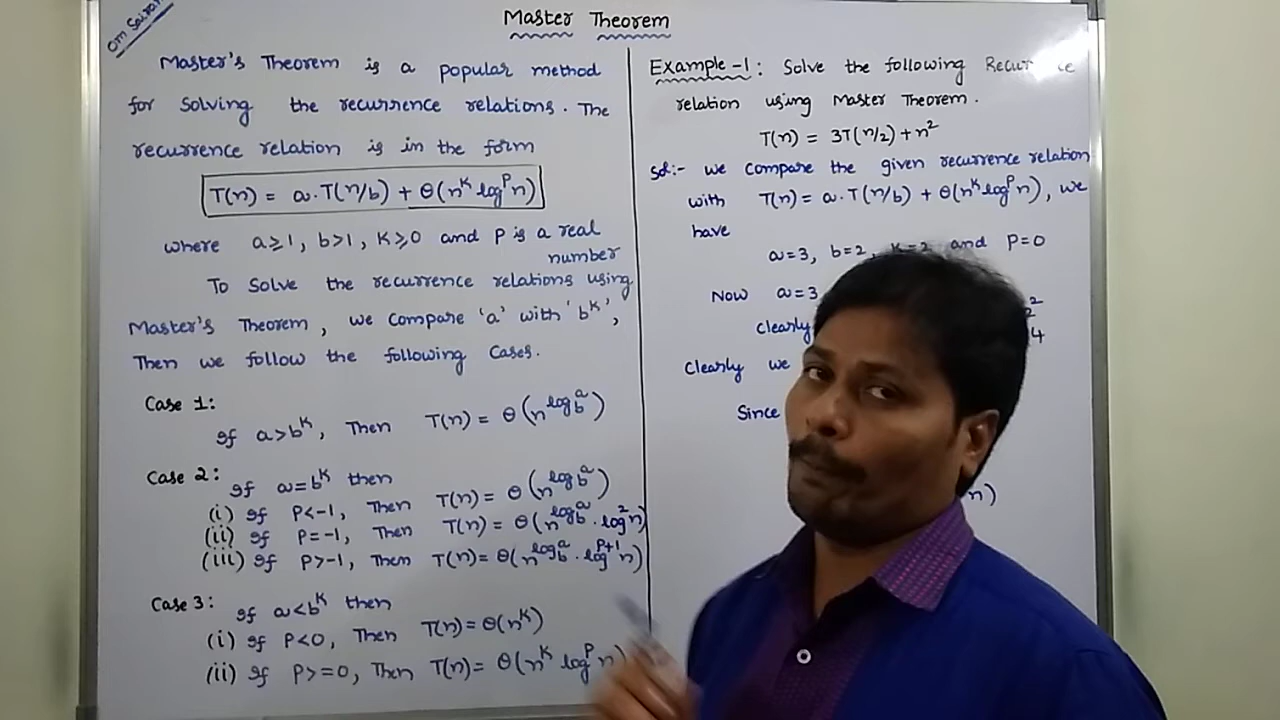 Om Sairam
Master Theorem
Master's Theorem is a popular method
for solving the recurrence relations. The
recurrence relation is in the form
T(n) = a.T(n/b) + θ(n^k log^p n)
where a≥1, b>1, k≥0 and P is a real
number
To solve the recurrence relations using
Master's Theorem, we compare 'a' with 'b^k',
Then we follow the following cases.
Case 1:
If a>b^k, Then T(n) = θ(n^log_b^a)
Case 2:
If a=b^k then
(i) If P<-1, Then T(n) = θ(n^log_b^a)
(ii) If P=-1, Then T(n) = θ(n^log_b^a . log^2 n)
(iii) If P>-1, Then T(n) = θ(n^log_b^a . log^p+1 n)
Case 3:
If a<b^k then
(i) If P<0, Then T(n) = θ(n^k)
(ii) If P>=0, Then T(n) = θ(n^k log^p n)
Example-1: Solve the following
relation using Master Theorem.
T(n) = 3T(n/2) + n^2
Sol:- we compare the given recurrence relation
with T(n) = a.T(n/b) + θ(n^k log^p n), we
have
a=3, b=2, k=2 and P=0
Now a=3
2
clearly 4
Clearly we
Since
n)